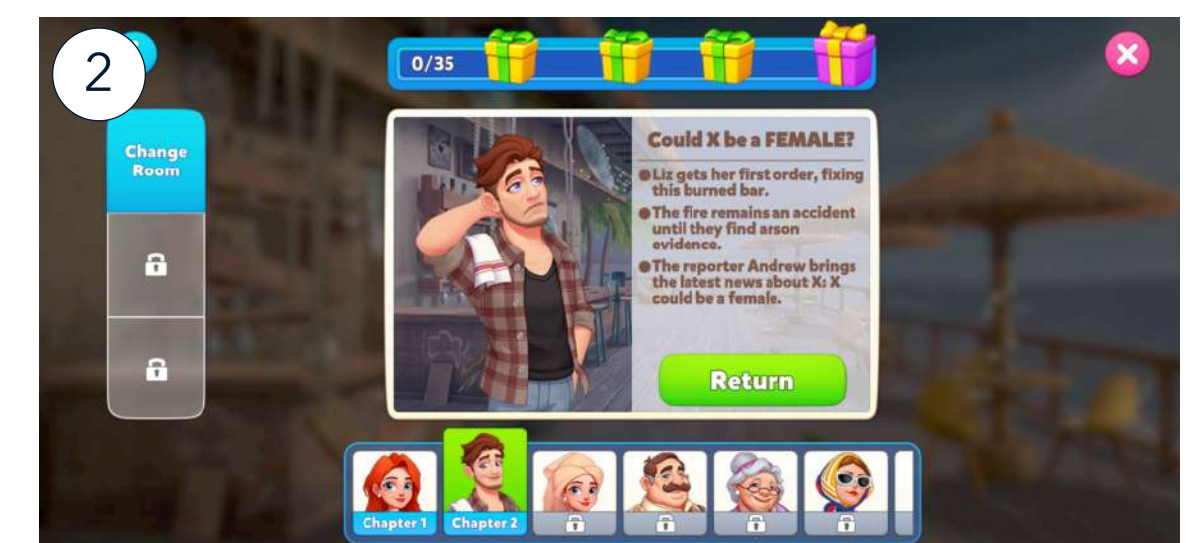 2
0/35
Change
Room
Could X be a FEMALE?
●Liz gets her first order, fixing
this burned bar.
●The fire remains an accident
until they find arson
evidence.
●The reporter Andrew brings
the latest news about X: X
could be a female.
Return
Chapter 1
Chapter 2